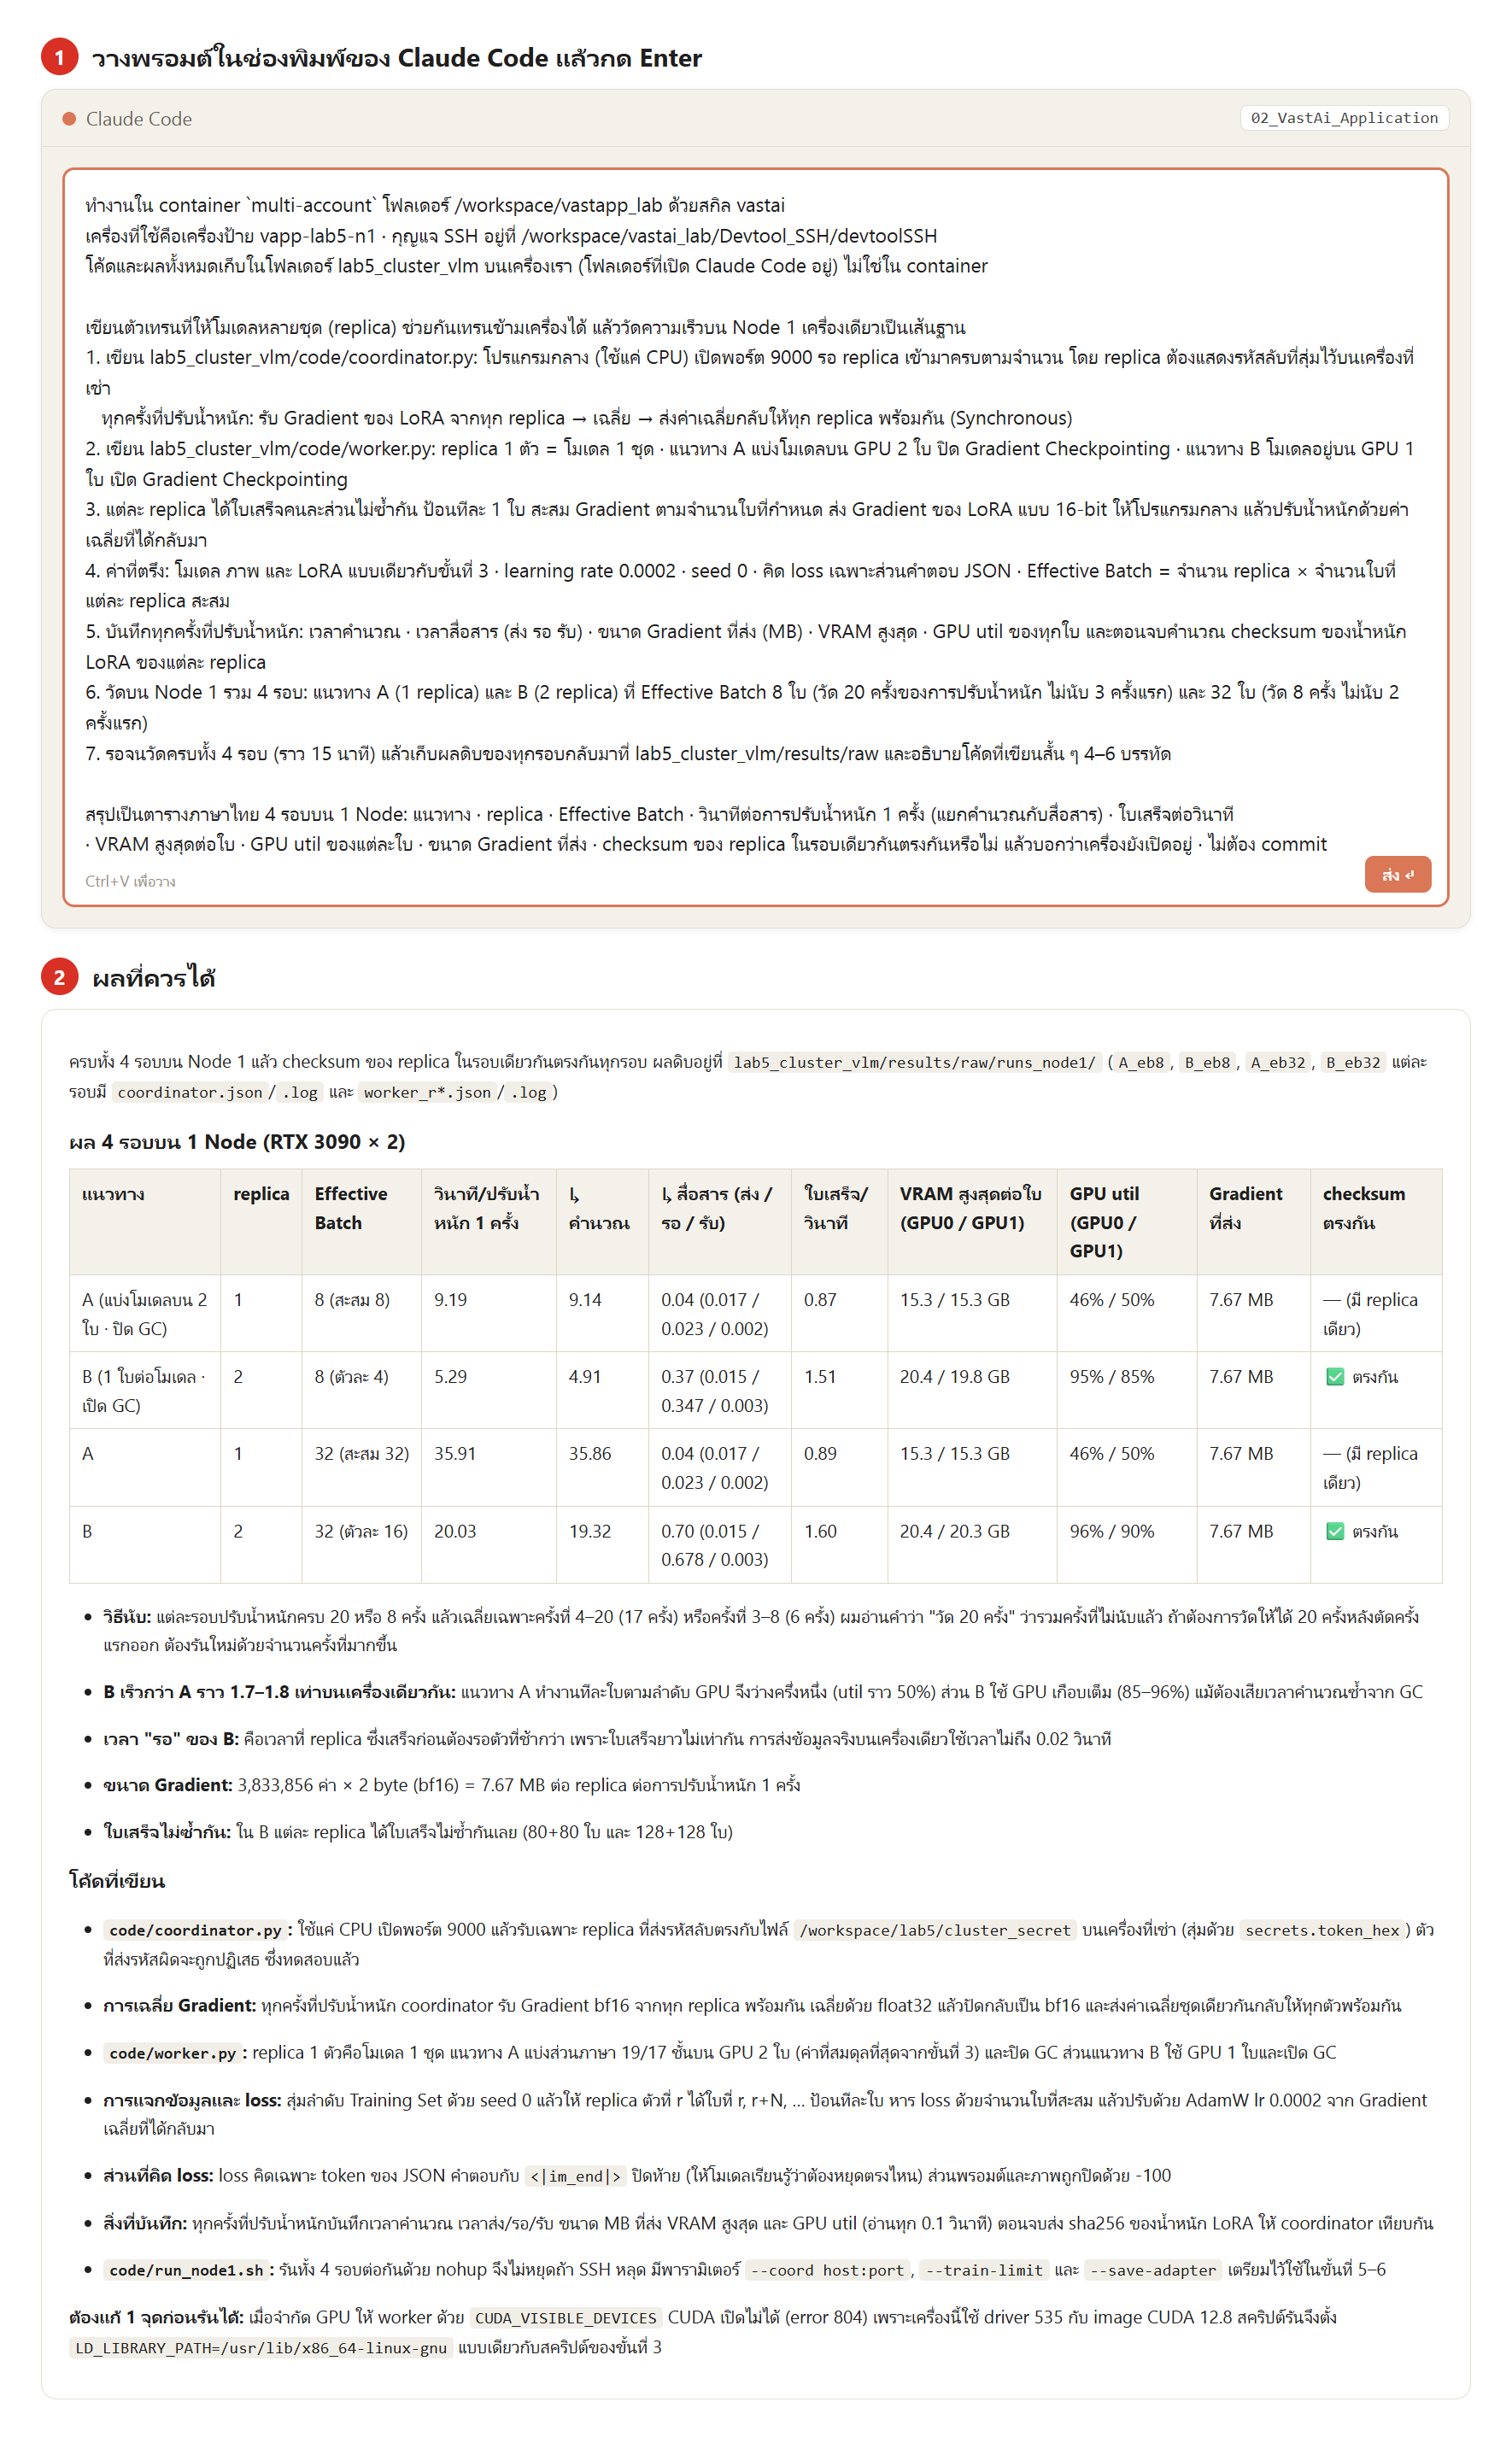 1 วางพรอมต์ในช่องพิมพ์ของ Claude Code แล้วกด Enter
Claude Code
02_VastAi_Application
ทำงานใน container `multi-account` โฟลเดอร์ /workspace/vastapp_lab ด้วยสกิล vastai
เครื่องที่ใช้คือเครื่องป้าย vapp-lab5-n1 · กุญแจ SSH อยู่ที่ /workspace/vastai_lab/Devtool_SSH/devtoolSSH
โค้ดและผลทั้งหมดเก็บในโฟลเดอร์ lab5_cluster_vlm บนเครื่องเรา (โฟลเดอร์ที่เปิด Claude Code อยู่) ไม่ใช่ใน container
เขียนตัวเทรนที่ให้โมเดลหลายชุด (replica) ช่วยกันเทรนข้ามเครื่องได้ แล้ววัดความเร็วบน Node 1 เครื่องเดียวเป็นเส้นฐาน
1. เขียน lab5_cluster_vlm/code/coordinator.py: โปรแกรมกลาง (ใช้แค่ CPU) เปิดพอร์ต 9000 รอ replica เข้ามาครบตามจำนวน โดย replica ต้องแสดงรหัสลับที่สุ่มไว้บนเครื่องที่
เช่า
ทุกครั้งที่ปรับน้ำหนัก: รับ Gradient ของ LoRA จากทุก replica → เฉลี่ย → ส่งค่าเฉลี่ยกลับให้ทุก replica พร้อมกัน (Synchronous)
2. เขียน lab5_cluster_vlm/code/worker.py: replica 1 ตัว = โมเดล 1 ชุด · แนวทาง A แบ่งโมเดลบน GPU 2 ใบ ปิด Gradient Checkpointing · แนวทาง B โมเดลอยู่บน GPU 1
ใบ เปิด Gradient Checkpointing
3. แต่ละ replica ได้ใบเสร็จคนละส่วนไม่ซ้ำกัน ป้อนทีละ 1 ใบ สะสม Gradient ตามจำนวนใบที่กำหนด ส่ง Gradient ของ LoRA แบบ 16-bit ให้โปรแกรมกลาง แล้วปรับน้ำหนักด้วยค่า
เฉลี่ยที่ได้กลับมา
4. ค่าที่ตรึง: โมเดล ภาพ และ LoRA แบบเดียวกับขั้นที่ 3 · learning rate 0.0002 · seed 0 · คิด loss เฉพาะส่วนคำตอบ JSON · Effective Batch = จำนวน replica × จำนวนใบที่
แต่ละ replica สะสม
5. บันทึกทุกครั้งที่ปรับน้ำหนัก: เวลาคำนวณ · เวลาสื่อสาร (ส่ง รอ รับ) · ขนาด Gradient ที่ส่ง (MB) · VRAM สูงสุด · GPU util ของทุกใบ และตอนจบคำนวณ checksum ของน้ำหนัก
LoRA ของแต่ละ replica
6. วัดบน Node 1 รวม 4 รอบ: แนวทาง A (1 replica) และ B (2 replica) ที่ Effective Batch 8 ใบ (วัด 20 ครั้งของการปรับน้ำหนัก ไม่นับ 3 ครั้งแรก) และ 32 ใบ (วัด 8 ครั้ง ไม่นับ 2
ครั้งแรก)
7. รอจนวัดครบทั้ง 4 รอบ (ราว 15 นาที) แล้วเก็บผลดิบของทุกรอบกลับมาที่ lab5_cluster_vlm/results/raw และอธิบายโค้ดที่เขียนสั้น ๆ 4–6 บรรทัด
สรุปเป็นตารางภาษาไทย 4 รอบบน 1 Node: แนวทาง · replica · Effective Batch · วินาทีต่อการปรับน้ำหนัก 1 ครั้ง (แยกคำนวณกับสื่อสาร) · ใบเสร็จต่อวินาที
· VRAM สูงสุดต่อใบ · GPU util ของแต่ละใบ · ขนาด Gradient ที่ส่ง · checksum ของ replica ในรอบเดียวกันตรงกันหรือไม่ แล้วบอกว่าเครื่องยังเปิดอยู่ · ไม่ต้อง commit
Ctrl+V เพื่อวาง
ส่ง ↵
2 ผลที่ควรได้
ครบทั้ง 4 รอบบน Node 1 แล้ว checksum ของ replica ในรอบเดียวกันตรงกันทุกรอบ ผลดิบอยู่ที่ lab5_cluster_vlm/results/raw/runs_node1/ (A_eb8, B_eb8, A_eb32, B_eb32 แต่ละ
รอบมี coordinator.json/.log และ worker_r*.json/.log)
ผล 4 รอบบน 1 Node (RTX 3090 × 2)
แนวทาง replica Effective Batch วินาที/ปรับน้ำหนัก 1 ครั้ง ↳ คำนวณ ↳ สื่อสาร (ส่ง / รอ / รับ) ใบเสร็จ/วินาที VRAM สูงสุดต่อใบ (GPU0 / GPU1) GPU util (GPU0 / GPU1) Gradient ที่ส่ง checksum ตรงกัน
A (แบ่งโมเดลบน 2 ใบ · ปิด GC) 1 8 (สะสม 8) 9.19 9.14 0.04 (0.017 / 0.023 / 0.002) 0.87 15.3 / 15.3 GB 46% / 50% 7.67 MB — (มี replica เดียว)
B (1 ใบต่อโมเดล · เปิด GC) 2 8 (ตัวละ 4) 5.29 4.91 0.37 (0.015 / 0.347 / 0.003) 1.51 20.4 / 19.8 GB 95% / 85% 7.67 MB ✅ ตรงกัน
A 1 32 (สะสม 32) 35.91 35.86 0.04 (0.017 / 0.023 / 0.002) 0.89 15.3 / 15.3 GB 46% / 50% 7.67 MB — (มี replica เดียว)
B 2 32 (ตัวละ 16) 20.03 19.32 0.70 (0.015 / 0.678 / 0.003) 1.60 20.4 / 20.3 GB 96% / 90% 7.67 MB ✅ ตรงกัน
• วิธีนับ: แต่ละรอบปรับน้ำหนักครบ 20 หรือ 8 ครั้ง แล้วเฉลี่ยเฉพาะครั้งที่ 4–20 (17 ครั้ง) หรือครั้งที่ 3–8 (6 ครั้ง) ผมอ่านคำว่า "วัด 20 ครั้ง" ว่ารวมครั้งที่ไม่นับแล้ว ถ้าต้องการวัดให้ได้ 20 ครั้งหลังตัดครั้ง
แรกออก ต้องรันใหม่ด้วยจำนวนครั้งที่มากขึ้น
• B เร็วกว่า A ราว 1.7–1.8 เท่าบนเครื่องเดียวกัน: แนวทาง A ทำงานทีละใบตามลำดับ GPU จึงว่างครึ่งหนึ่ง (util ราว 50%) ส่วน B ใช้ GPU เกือบเต็ม (85–96%) แม้ต้องเสียเวลาคำนวณซ้ำจาก GC
• เวลา "รอ" ของ B: คือเวลาที่ replica ซึ่งเสร็จก่อนต้องรอตัวที่ช้ากว่า เพราะใบเสร็จยาวไม่เท่ากัน การส่งข้อมูลจริงบนเครื่องเดียวใช้เวลาไม่ถึง 0.02 วินาที
• ขนาด Gradient: 3,833,856 ค่า × 2 byte (bf16) = 7.67 MB ต่อ replica ต่อการปรับน้ำหนัก 1 ครั้ง
• ใบเสร็จไม่ซ้ำกัน: ใน B แต่ละ replica ได้ใบเสร็จไม่ซ้ำกันเลย (80+80 ใบ และ 128+128 ใบ)
โค้ดที่เขียน
• code/coordinator.py: ใช้แค่ CPU เปิดพอร์ต 9000 แล้วรับเฉพาะ replica ที่ส่งรหัสลับตรงกับไฟล์ /workspace/lab5/cluster_secret บนเครื่องที่เช่า (สุ่มด้วย secrets.token_hex) ตัว
ที่ส่งรหัสผิดจะถูกปฏิเสธ ซึ่งทดสอบแล้ว
• การเฉลี่ย Gradient: ทุกครั้งที่ปรับน้ำหนัก coordinator รับ Gradient bf16 จากทุก replica พร้อมกัน เฉลี่ยด้วย float32 แล้วปัดกลับเป็น bf16 และส่งค่าเฉลี่ยชุดเดียวกันกลับให้ทุกตัวพร้อมกัน
• code/worker.py: replica 1 ตัวคือโมเดล 1 ชุด แนวทาง A แบ่งส่วนภาษา 19/17 ชั้นบน GPU 2 ใบ (ค่าที่สมดุลที่สุดจากขั้นที่ 3) และปิด GC ส่วนแนวทาง B ใช้ GPU 1 ใบและเปิด GC
• การแจกข้อมูลและ loss: สุ่มลำดับ Training Set ด้วย seed 0 แล้วให้ replica ตัวที่ r ได้ใบที่ r, r+N, … ป้อนทีละใบ หาร loss ด้วยจำนวนใบที่สะสม แล้วปรับด้วย AdamW lr 0.0002 จาก Gradient
เฉลี่ยที่ได้กลับมา
• ส่วนที่คิด loss: loss คิดเฉพาะ token ของ JSON คำตอบกับ <|im_end|> ปิดท้าย (ให้โมเดลเรียนรู้ว่าต้องหยุดตรงไหน) ส่วนพรอมต์และภาพถูกปิดด้วย -100
• สิ่งที่บันทึก: ทุกครั้งที่ปรับน้ำหนักบันทึกเวลาคำนวณ เวลาส่ง/รอ/รับ ขนาด MB ที่ส่ง VRAM สูงสุด และ GPU util (อ่านทุก 0.1 วินาที) ตอนจบส่ง sha256 ของน้ำหนัก LoRA ให้ coordinator เทียบกัน
• code/run_node1.sh: รันทั้ง 4 รอบต่อกันด้วย nohup จึงไม่หยุดถ้า SSH หลุด มีพารามิเตอร์ --coord host:port, --train-limit และ --save-adapter เตรียมไว้ใช้ในขั้นที่ 5–6
ต้องแก้ 1 จุดก่อนรันได้: เมื่อจำกัด GPU ให้ worker ด้วย CUDA_VISIBLE_DEVICES CUDA เปิดไม่ได้ (error 804) เพราะเครื่องนี้ใช้ driver 535 กับ image CUDA 12.8 สคริปต์รันจึงตั้ง
LD_LIBRARY_PATH=/usr/lib/x86_64-linux-gnu แบบเดียวกับสคริปต์ของขั้นที่ 3